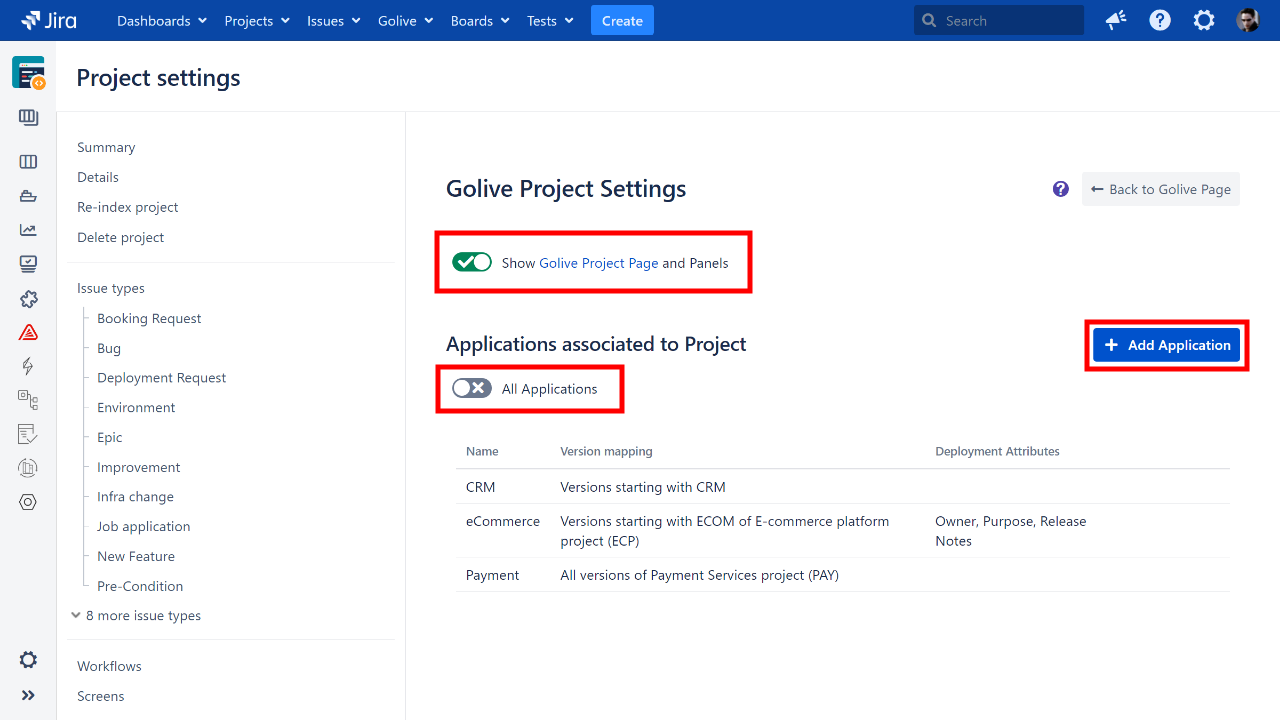 Jira
Dashboards
Projects
Issues
Golive
Boards
Tests
Create
Search
Project settings
Summary
Details
Re-index project
Delete project
Issue types
Booking Request
Bug
Deployment Request
Environment
Epic
Improvement
Infra change
Job application
New Feature
Pre-Condition
8 more issue types
Workflows
Screens
Golive Project Settings
Back to Golive Page
Show Golive Project Page and Panels
Applications associated to Project
Add Application
All Applications
Name Version mapping Deployment Attributes
CRM Versions starting with CRM
eCommerce Versions starting with ECOM of E-commerce platform Owner, Purpose, Release
project (ECP) Notes
Payment All versions of Payment Services project (PAY)